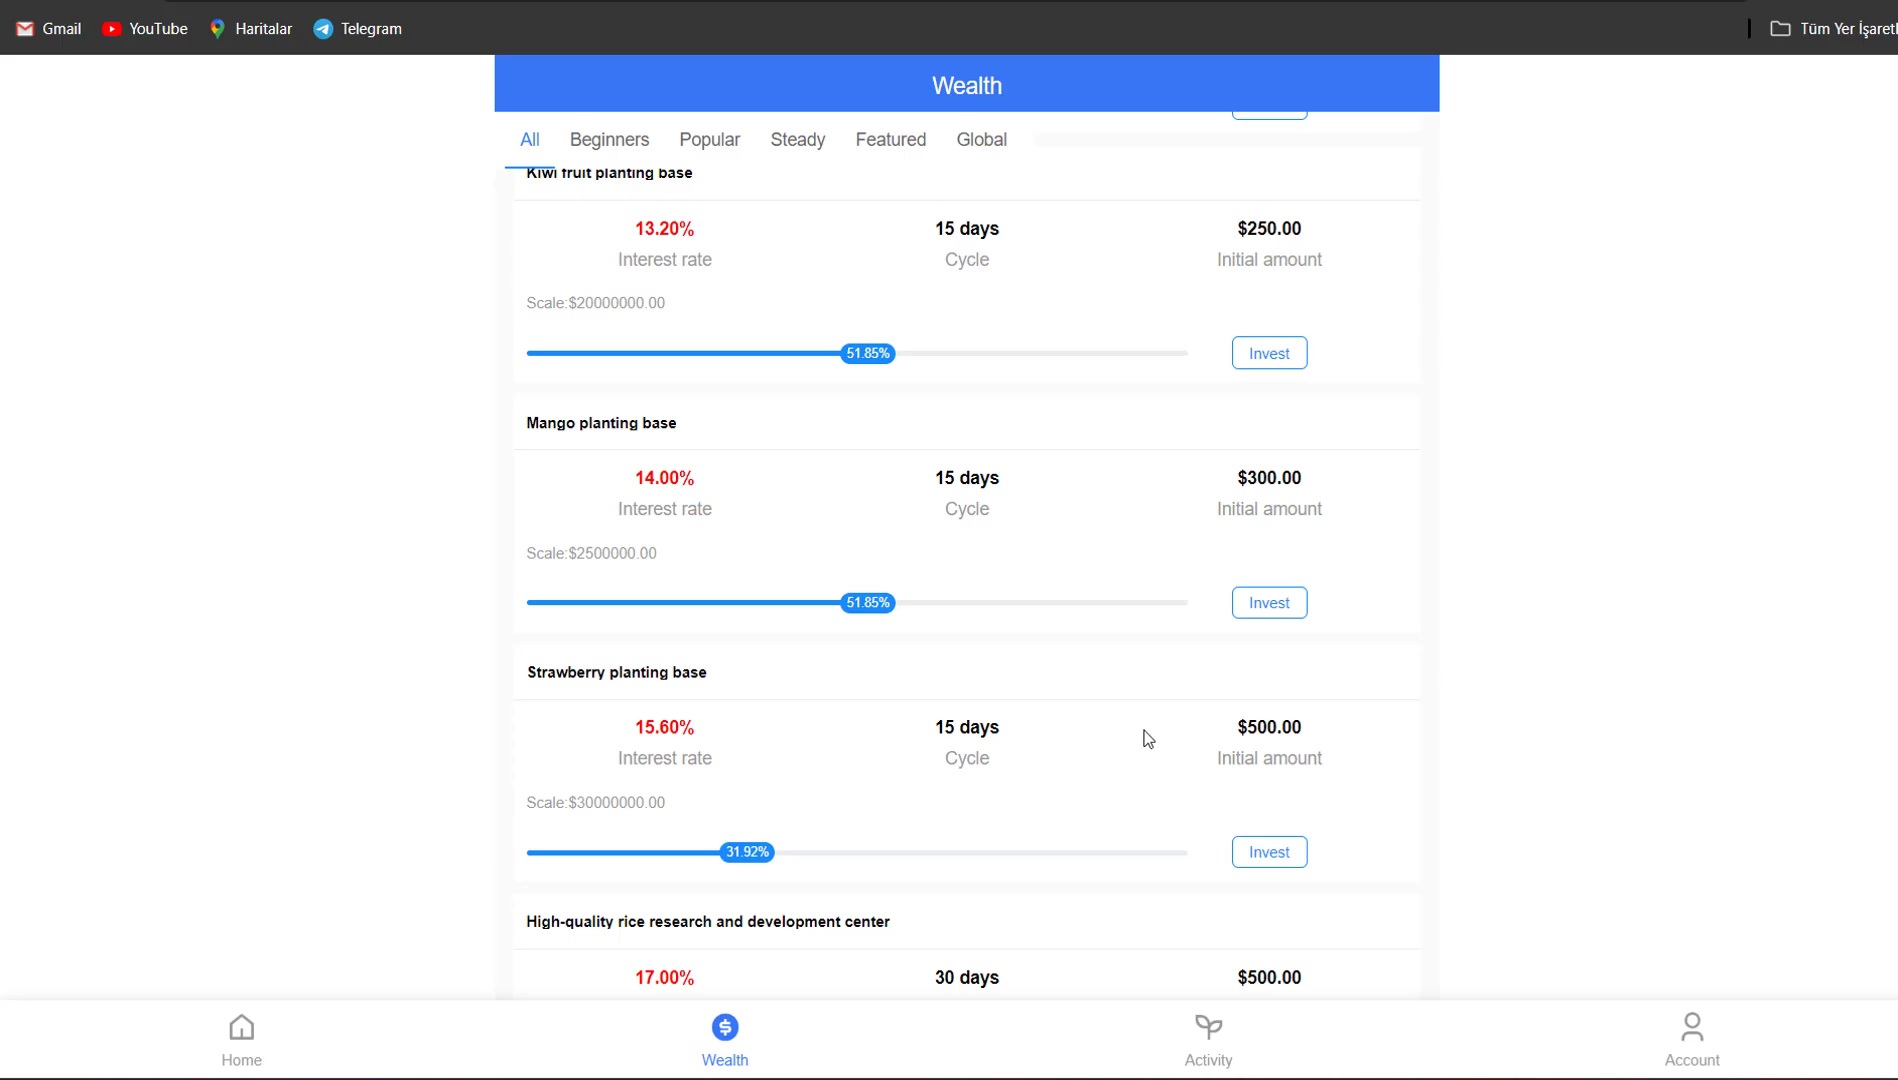 Gmail YouTube Haritalar Telegram Tüm Yer İşaretl
Wealth
All Beginners Popular Steady Featured Global
Kiwi fruit planting base
13.20% 15 days $250.00
Interest rate Cycle Initial amount
Scale:$20000000.00
51.85% Invest
Mango planting base
14.00% 15 days $300.00
Interest rate Cycle Initial amount
Scale:$2500000.00
51.85% Invest
Strawberry planting base
15.60% 15 days $500.00
Interest rate Cycle Initial amount
Scale:$30000000.00
31.92% Invest
High-quality rice research and development center
17.00% 30 days $500.00
Home Wealth Activity Account